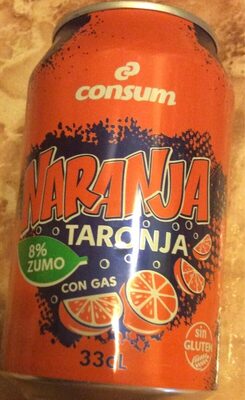 consum
NARANJA
TARONJA
8%
ZUMO
CON GAS
sin
GLUTEN
33cL